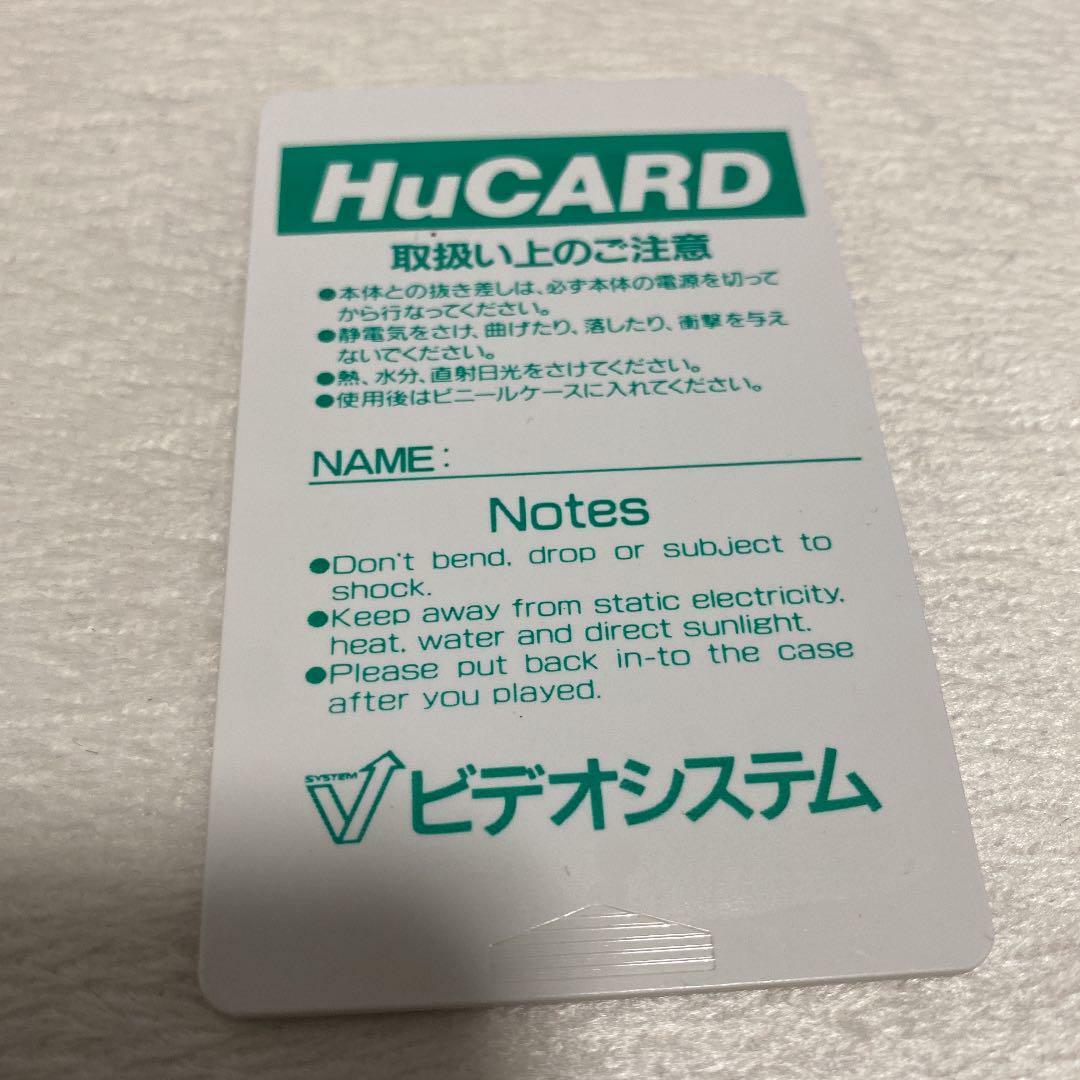 HuCARD
取扱い上のご注意
●本体との抜き差しは、必ず本体の電源を切って
から行なってください。
●静電気をさけ、曲げたり、落したり、衝撃を与え
ないでください。
●熱、水分、直射日光をさけてください。
●使用後はビニールケースに入れてください。
NAME:
Notes
●Don't bend, drop or subject to
shock.
●Keep away from static electricity,
heat, water and direct sunlight.
●Please put back in-to the case
after you played.
SYSTEM V ビデオシステム